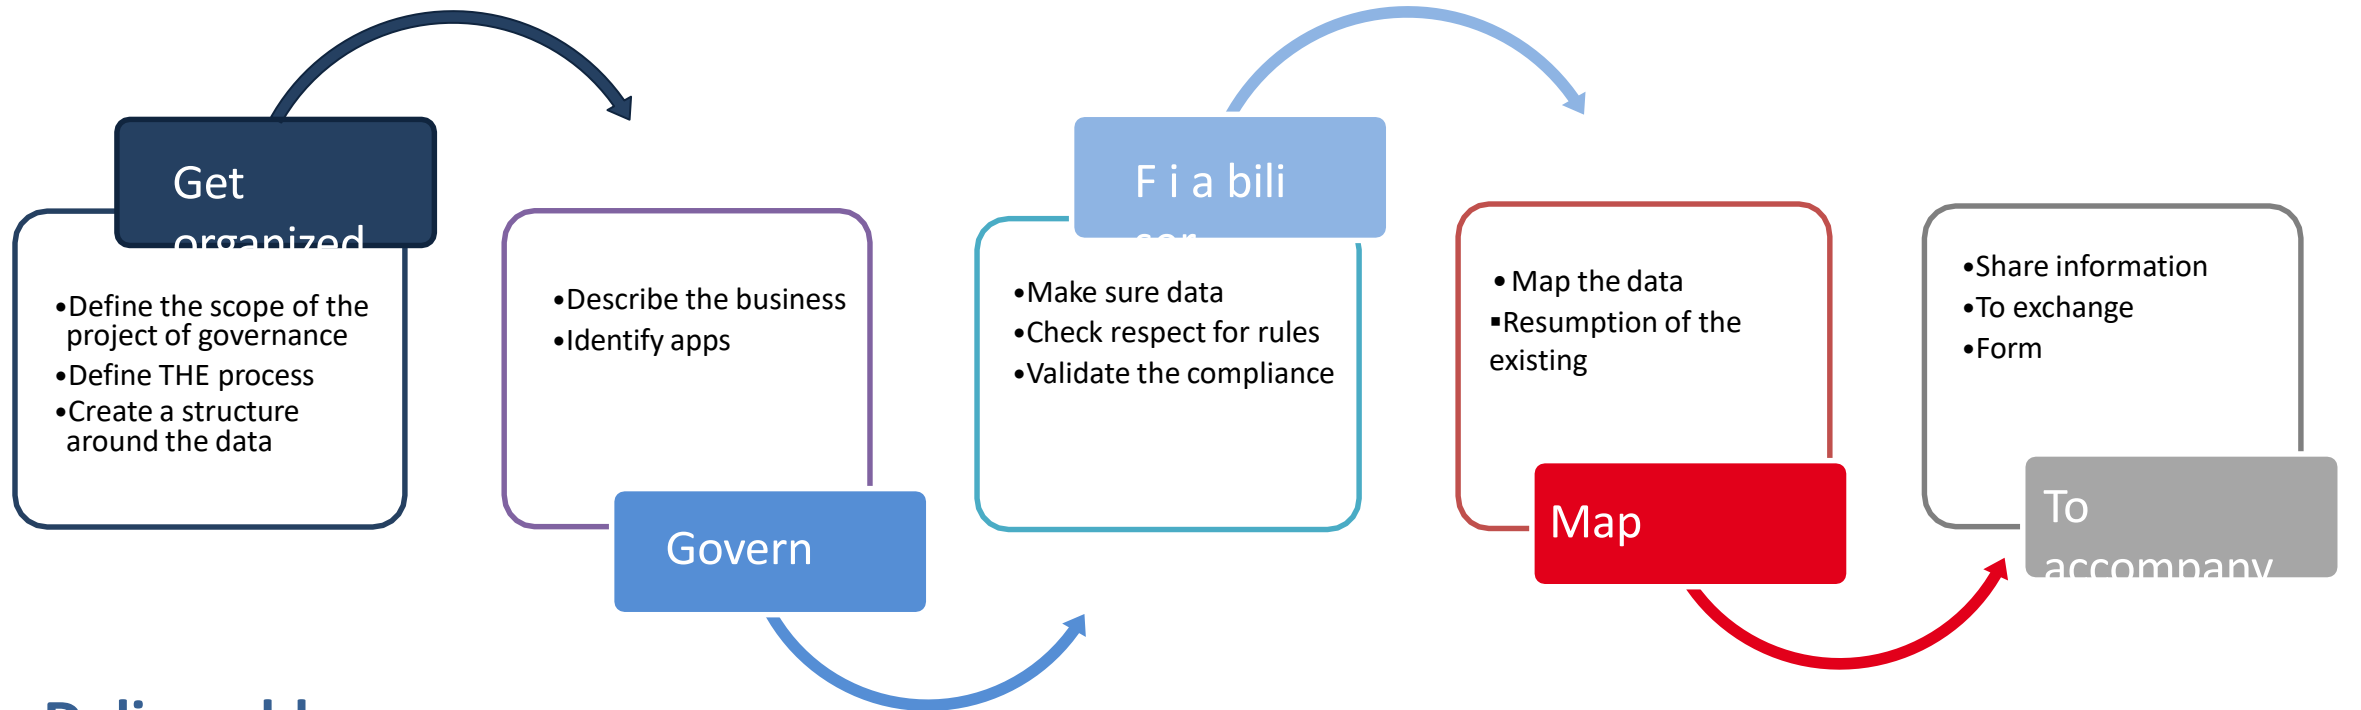 Get
organized
•Define the scope of the
project of governance
•Define THE process
•Create a structure
around the data
•Describe the business
•Identify apps
Govern
F i a bili
ser
•Make sure data
•Check respect for rules
•Validate the compliance
•Map the data
▪Resumption of the
existing
Map
•Share information
•To exchange
•Form
To
accompany